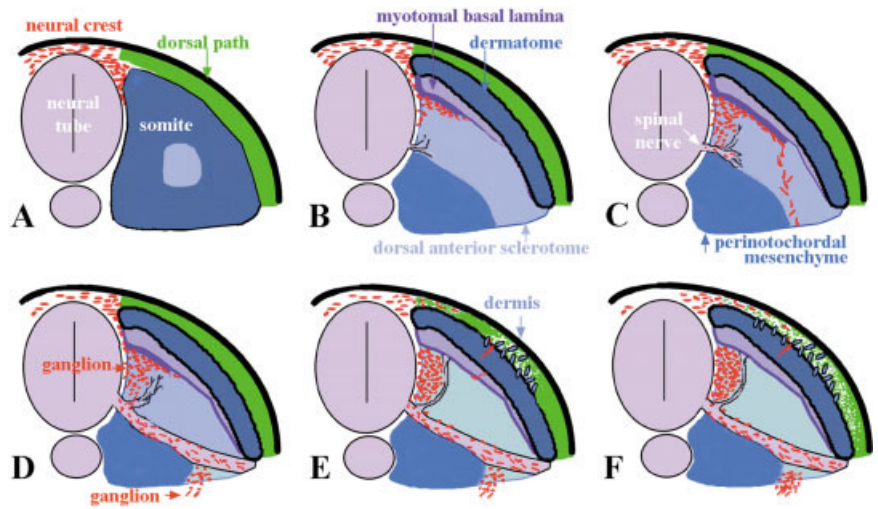 neural crest
dorsal path
neural
tube
somite
A
myotomal basal lamina
dermatome
B
dorsal anterior sclerotome
spinal
nerve
C
perinotochordal
mesenchyme
ganglion
D
ganglion
dermis
E
F